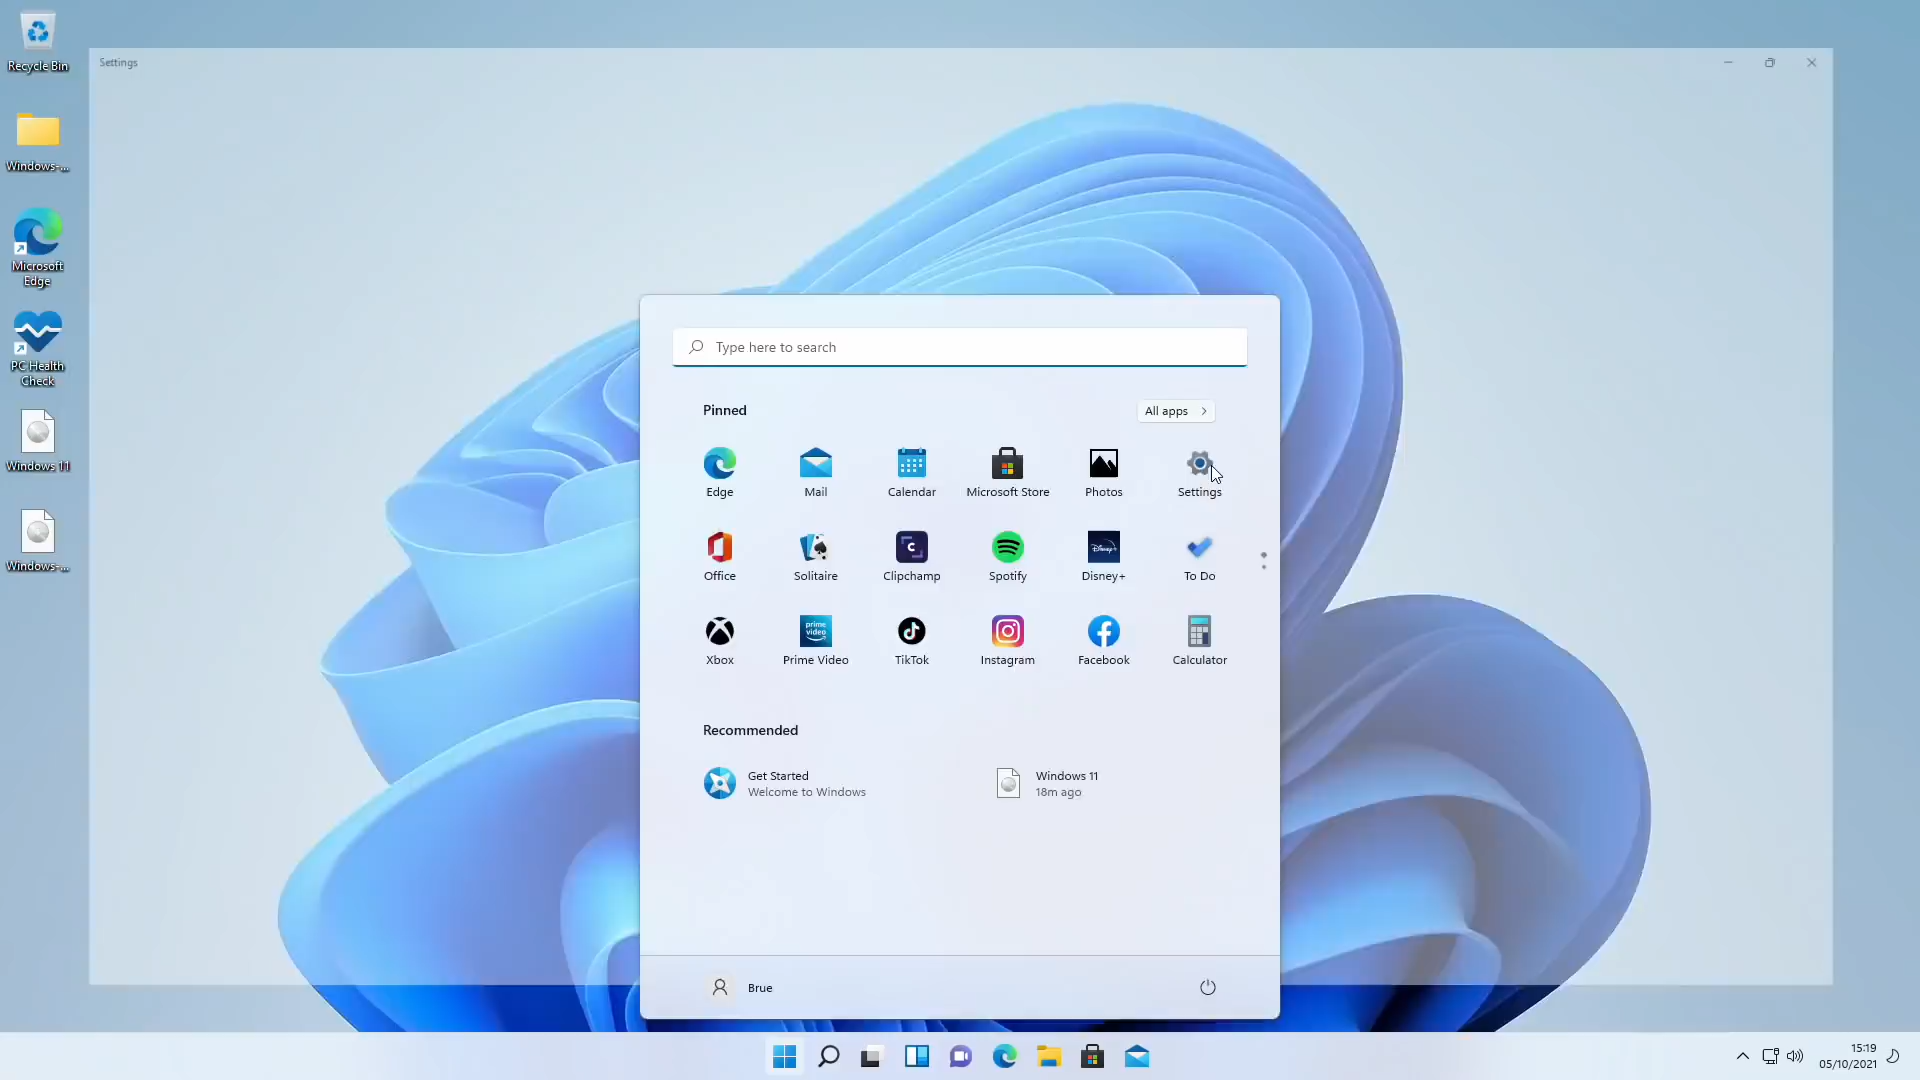 Recycle Bin
Windows-...
Microsoft
Edge
PC Health
Check
Windows 11
Windows-...
Settings
Type here to search
Pinned
All apps
Edge
Mail
Calendar
Microsoft Store
Photos
Settings
Office
Solitaire
Clipchamp
Spotify
Disney+
To Do
Xbox
prime
video
Prime Video
TikTok
Instagram
Facebook
Calculator
Recommended
Get Started
Welcome to Windows
Windows 11
18m ago
Brue
15:19
05/10/2021